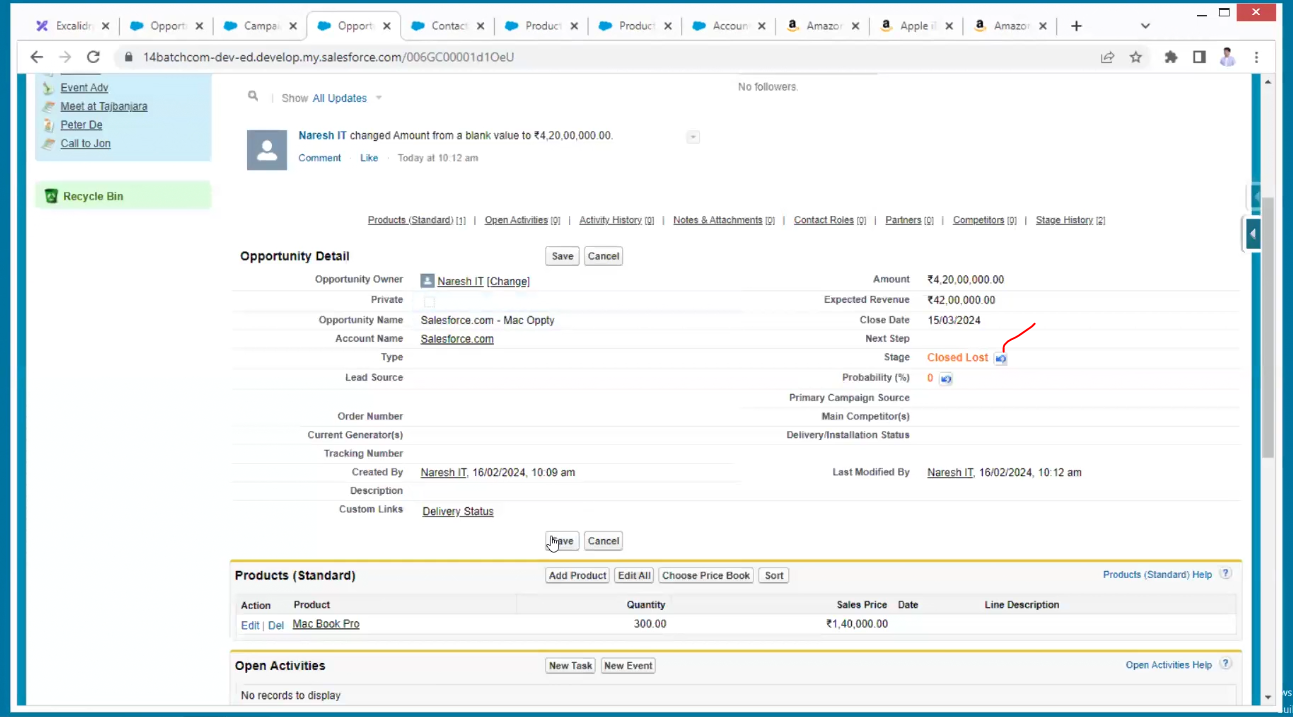 Excalidr
Opport
Campai
Opport
Contac
Product
Product
Accoun
Amazor
Apple i
Amazo
14batchcom-dev-ed.develop.my.salesforce.com/006GC00001d1OeU
Event Adv
Meet at Tajbanjara
Peter De
Call to Jon
Recycle Bin
Show All Updates
No followers.
Naresh IT changed Amount from a blank value to ₹4,20,00,000.00.
Comment Like Today at 10:12 am
Products (Standard) [1] | Open Activities [0] | Activity History [0] | Notes & Attachments [0] | Contact Roles [0] | Partners [0] | Competitors [0] | Stage History [2]
Opportunity Detail Save Cancel
Opportunity Owner Naresh IT [Change] Amount ₹4,20,00,000.00
Private Expected Revenue ₹42,00,000.00
Opportunity Name Salesforce.com - Mac Oppty Close Date 15/03/2024
Account Name Salesforce.com Next Step
Type Stage Closed Lost
Lead Source Probability (%) 0
Primary Campaign Source
Order Number Main Competitor(s)
Current Generator(s) Delivery/Installation Status
Tracking Number
Created By Naresh IT, 16/02/2024, 10:09 am Last Modified By Naresh IT, 16/02/2024, 10:12 am
Description
Custom Links Delivery Status
Save Cancel
Products (Standard) Add Product Edit All Choose Price Book Sort Products (Standard) Help ?
Action Product Quantity Sales Price Date Line Description
Edit | Del Mac Book Pro 300.00 ₹1,40,000.00
Open Activities New Task New Event Open Activities Help ?
No records to display